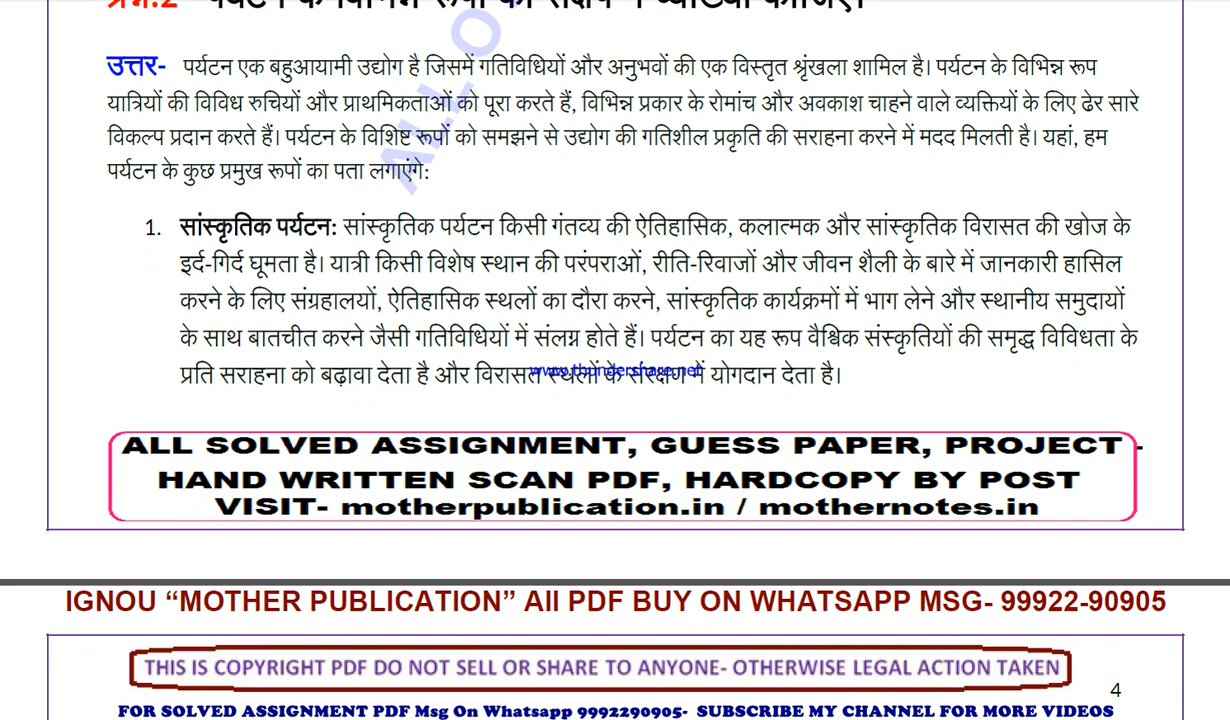 प्रश्न.2 पर्यटन के विभिन्न रूपों की संक्षेप में व्याख्या कीजिए।
ALL O
उत्तर- पर्यटन एक बहुआयामी उद्योग है जिसमें गतिविधियों और अनुभवों की एक विस्तृत श्रृंखला शामिल है। पर्यटन के विभिन्न रूप
यात्रियों की विविध रुचियों और प्राथमिकताओं को पूरा करते हैं, विभिन्न प्रकार के रोमांच और अवकाश चाहने वाले व्यक्तियों के लिए ढेर सारे
विकल्प प्रदान करते हैं। पर्यटन के विशिष्ट रूपों को समझने से उद्योग की गतिशील प्रकृति की सराहना करने में मदद मिलती है। यहां, हम
पर्यटन के कुछ प्रमुख रूपों का पता लगाएंगे:
1. सांस्कृतिक पर्यटन: सांस्कृतिक पर्यटन किसी गंतव्य की ऐतिहासिक, कलात्मक और सांस्कृतिक विरासत की खोज के
इर्द-गिर्द घूमता है। यात्री किसी विशेष स्थान की परंपराओं, रीति-रिवाजों और जीवन शैली के बारे में जानकारी हासिल
करने के लिए संग्रहालयों, ऐतिहासिक स्थलों का दौरा करने, सांस्कृतिक कार्यक्रमों में भाग लेने और स्थानीय समुदायों
के साथ बातचीत करने जैसी गतिविधियों में संलग्न होते हैं। पर्यटन का यह रूप वैश्विक संस्कृतियों की समृद्ध विविधता के
प्रति सराहना को बढ़ावा देता है और विरासत स्थलों के संरक्षण में योगदान देता है।
www.thundershare.net
ALL SOLVED ASSIGNMENT, GUESS PAPER, PROJECT -
HAND WRITTEN SCAN PDF, HARDCOPY BY POST
VISIT- motherpublication.in / mothernotes.in
IGNOU “MOTHER PUBLICATION” All PDF BUY ON WHATSAPP MSG- 99922-90905
THIS IS COPYRIGHT PDF DO NOT SELL OR SHARE TO ANYONE- OTHERWISE LEGAL ACTION TAKEN
4
FOR SOLVED ASSIGNMENT PDF Msg On Whatsapp 9992290905- SUBSCRIBE MY CHANNEL FOR MORE VIDEOS